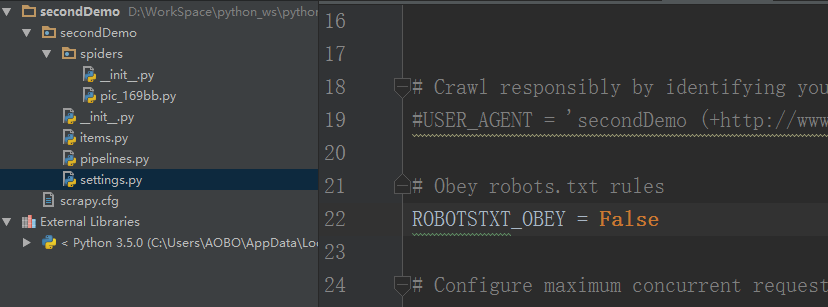 secondDemo D:\WorkSpace\python_ws\python
secondDemo
spiders
__init__.py
pic_169bb.py
__init__.py
items.py
pipelines.py
settings.py
scrapy.cfg
External Libraries
< Python 3.5.0 (C:\Users\AOBO\AppData\Loc
16
17
18 # Crawl responsibly by identifying you
19 #USER_AGENT = 'secondDemo (+http://www
20
21 # Obey robots.txt rules
22 ROBOTSTXT_OBEY = False
23
24 # Configure maximum concurrent request